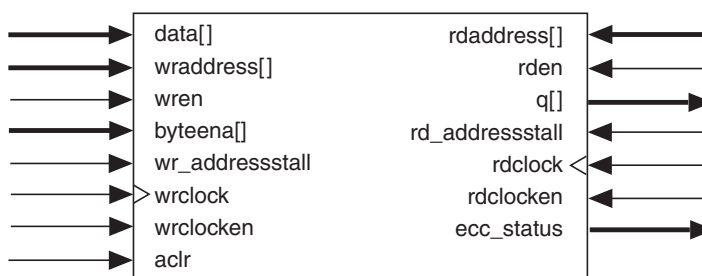 data[] rdaddress[]
wraddress[] rden
wren q[]
byteena[] rd_addressstall
wr_addressstall rdclock
wrclock rdclocken
wrclocken ecc_status
aclr